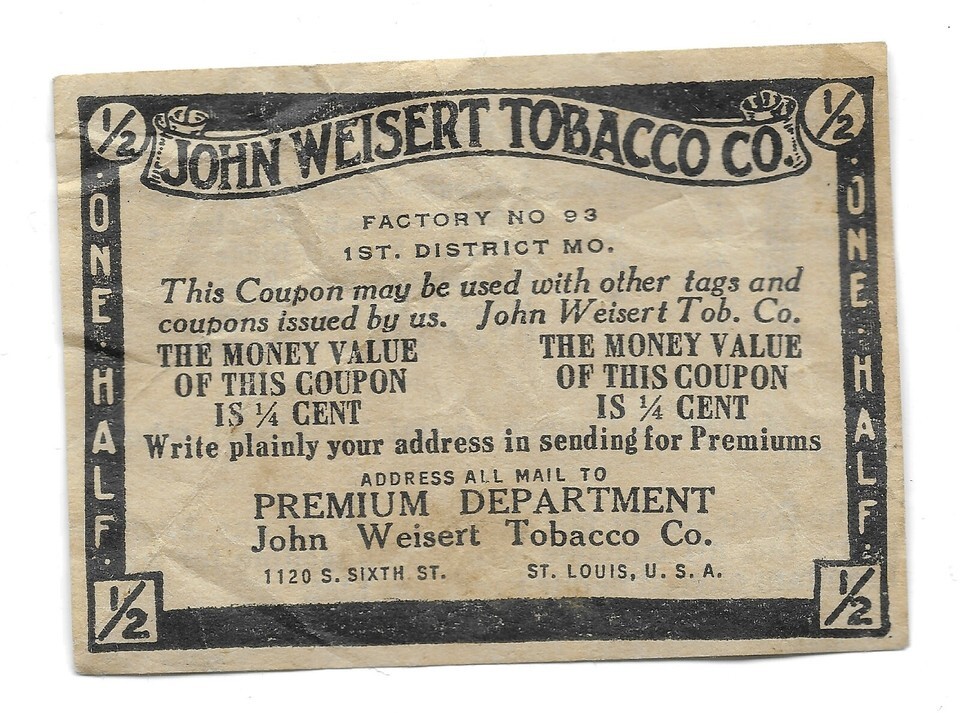 1/2 JOHN WEISERT TOBACCO CO. 1/2
FACTORY NO 93
1ST. DISTRICT MO.
This Coupon may be used with other tags and
coupons issued by us. John Weisert Tob. Co.
THE MONEY VALUE
OF THIS COUPON
IS ¼ CENT
THE MONEY VALUE
OF THIS COUPON
IS ¼ CENT
Write plainly your address in sending for Premiums
ADDRESS ALL MAIL TO
PREMIUM DEPARTMENT
John Weisert Tobacco Co.
1120 S. SIXTH ST. ST. LOUIS, U. S. A.
· ONE · HALF ·
· ONE · HALF ·
1/2 1/2